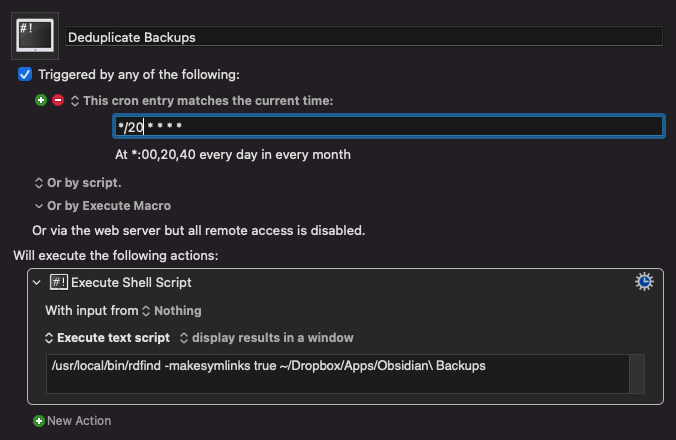 #!
Deduplicate Backups
Triggered by any of the following:
This cron entry matches the current time:
*/20 * * * *
At *:00,20,40 every day in every month
Or by script.
Or by Execute Macro
Or via the web server but all remote access is disabled.
Will execute the following actions:
#! Execute Shell Script
With input from Nothing
Execute text script display results in a window
/usr/local/bin/rdfind -makesymlinks true ~/Dropbox/Apps/Obsidian\ Backups
New Action